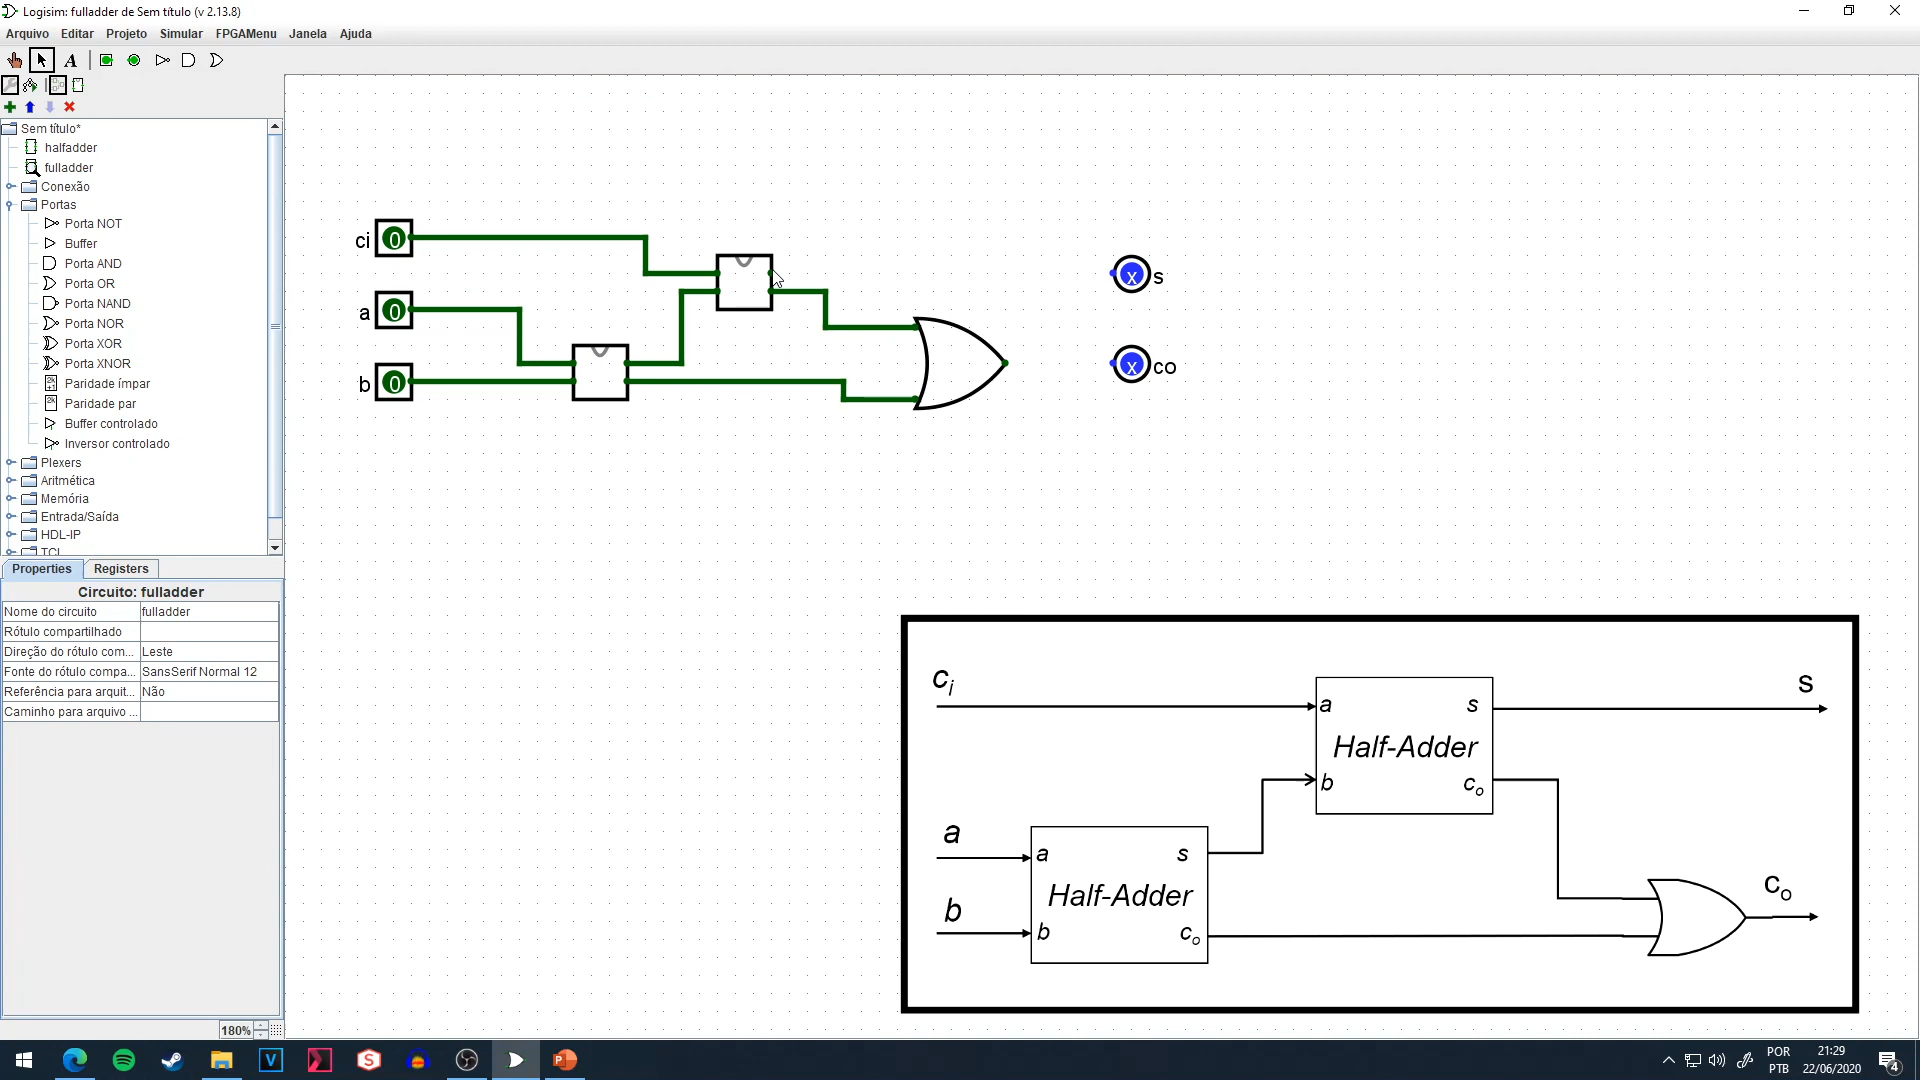 Logisim: fulladder de Sem título (v 2.13.8)
Arquivo Editar Projeto Simular FPGAMenu Janela Ajuda
A
Sem título*
halfadder
fulladder
Conexão
Portas
Porta NOT
Buffer
Porta AND
Porta OR
Porta NAND
Porta NOR
Porta XOR
Porta XNOR
Paridade ímpar
Paridade par
Buffer controlado
Inversor controlado
Plexers
Aritmética
Memória
Entrada/Saída
HDL-IP
TCL
Properties Registers
Circuito: fulladder
Nome do circuito fulladder
Rótulo compartilhado
Direção do rótulo com... Leste
Fonte do rótulo compa... SansSerif Normal 12
Referência para arquit... Não
Caminho para arquivo ...
180%
ci 0
a 0
b 0
x s
x co
ci s
a s
Half-Adder
b co
a
a s
co
Half-Adder
b
b co
POR
PTB
21:29
22/06/2020
4